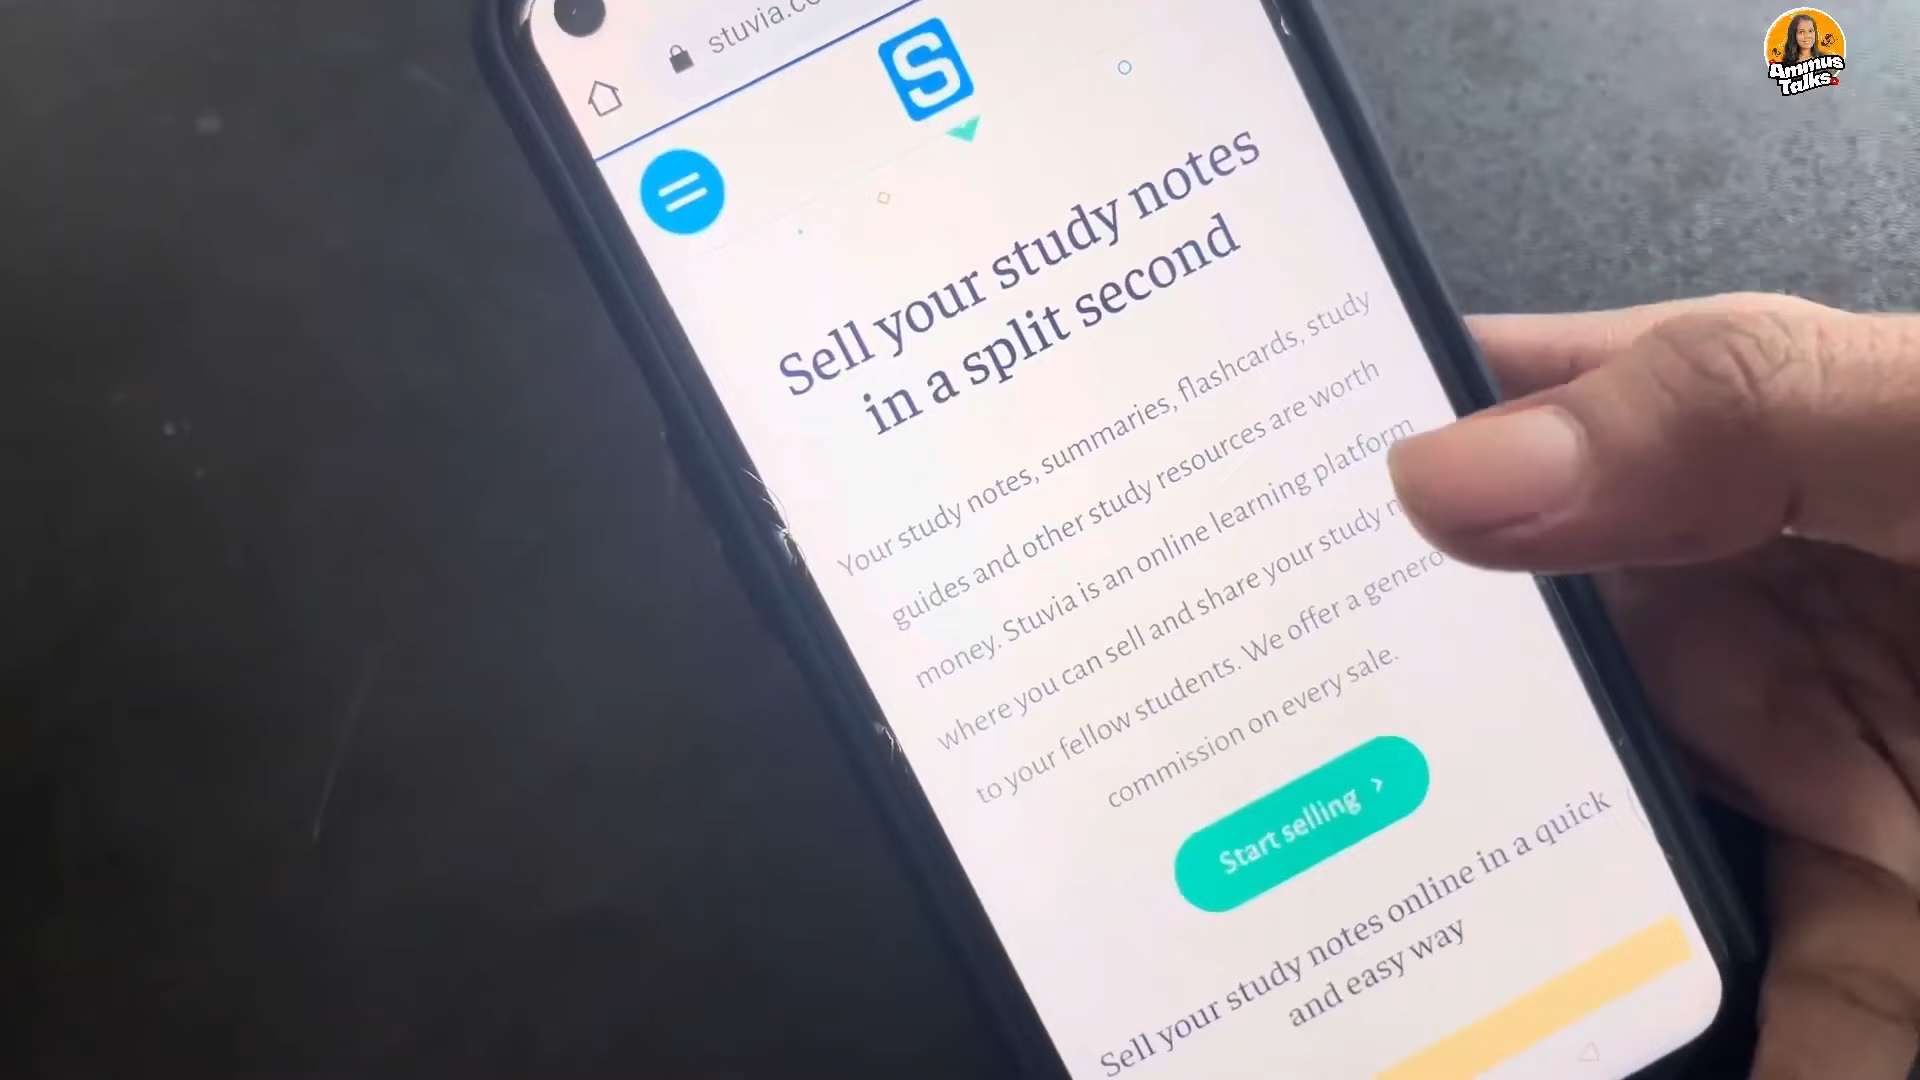 stuvia.co
S
Ammus
Talks
Sell your study notes
in a split second
Your study notes, summaries, flashcards, study
guides and other study resources are worth
money. Stuvia is an online learning platform
where you can sell and share your study
to your fellow students. We offer a genero
commission on every sale.
Start selling >
Sell your study notes online in a quick
and easy way